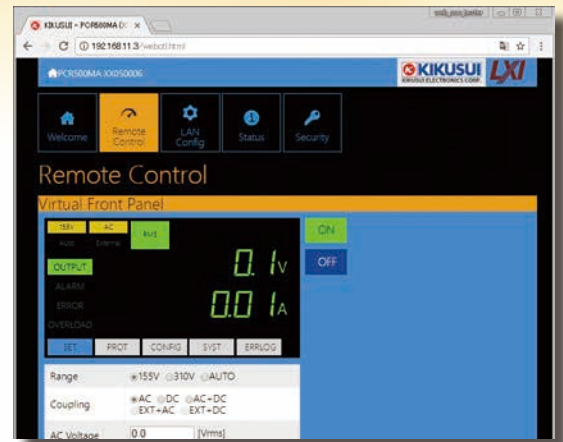 KIKUSUI - PCR500MA (
192.168.11.3/webctl.html
PCR500MA XX050006
KIKUSUI
KIKUSUI ELECTRONICS CORP.
LXI
Welcome
Remote Control
LAN Config
Status
Security
Remote Control
Virtual Front Panel
155V AC RMS
Auto External
ON
OUTPUT 0.1V
OFF
ALARM
ERROR 0.01A
OVERLOAD
SET PROT CONFIG SYST ERRLOG
Range 155V 310V AUTO
Coupling AC DC AC+DC
EXT+AC EXT+DC
AC Voltage 0.0 [Vrms]